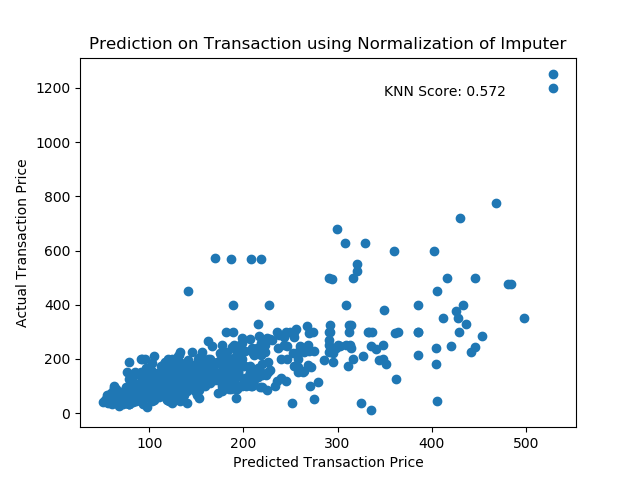 Prediction on Transaction using Normalization of Imputer
KNN Score: 0.572
Actual Transaction Price
1200
1000
800
600
400
200
0
100 200 300 400 500
Predicted Transaction Price